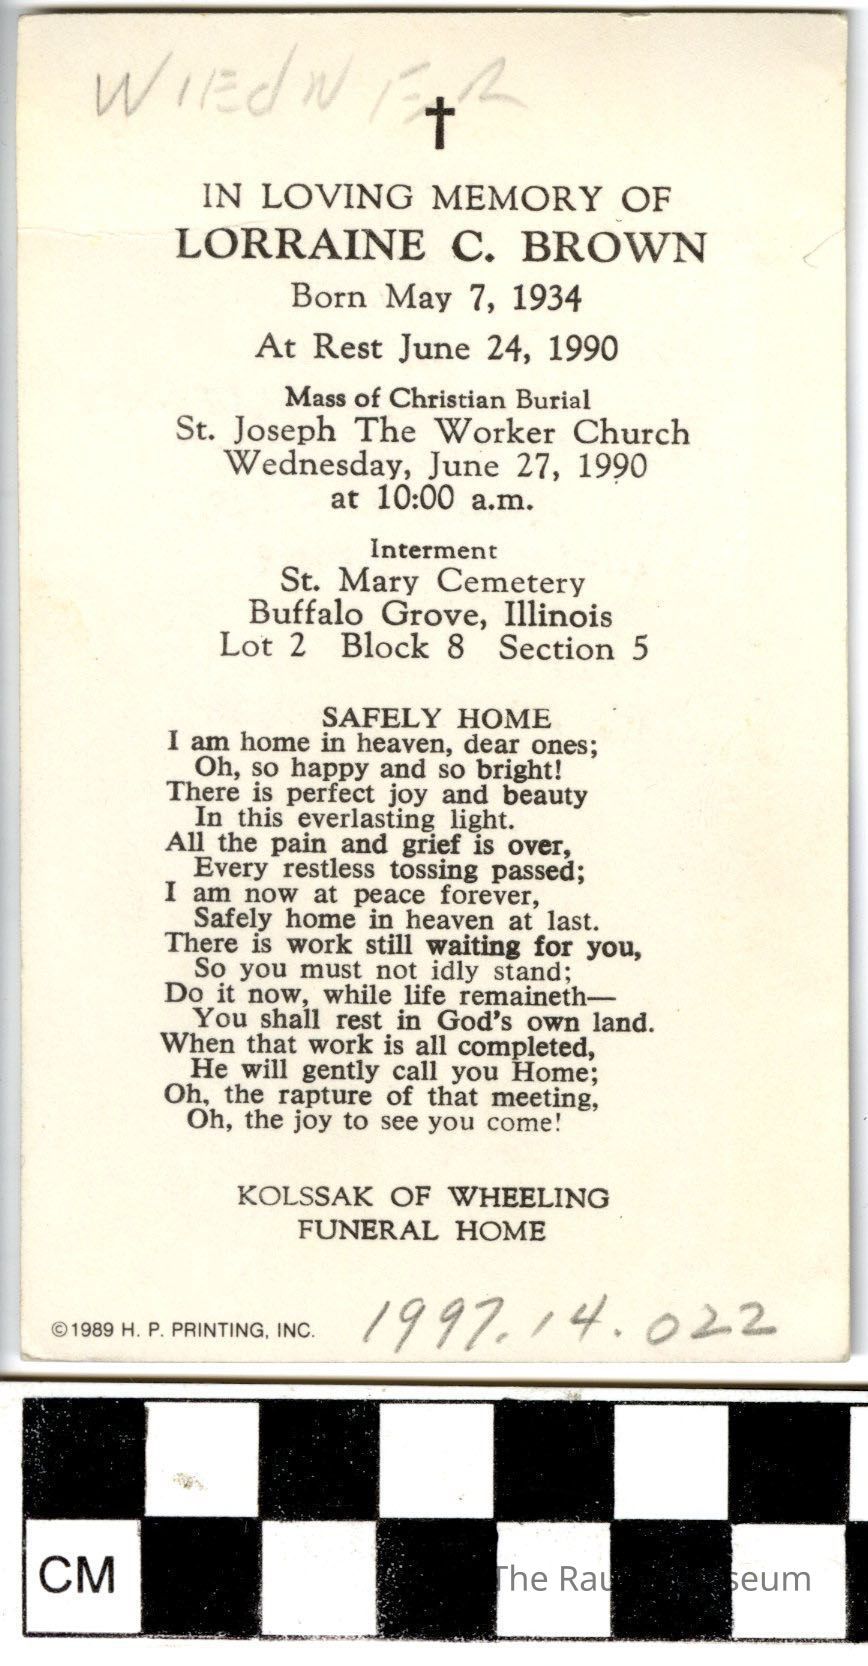 WIEDNER
IN LOVING MEMORY OF
LORRAINE C. BROWN
Born May 7, 1934
At Rest June 24, 1990
Mass of Christian Burial
St. Joseph The Worker Church
Wednesday, June 27, 1990
at 10:00 a.m.
Interment
St. Mary Cemetery
Buffalo Grove, Illinois
Lot 2 Block 8 Section 5
SAFELY HOME
I am home in heaven, dear ones;
Oh, so happy and so bright!
There is perfect joy and beauty
In this everlasting light.
All the pain and grief is over,
Every restless tossing passed;
I am now at peace forever,
Safely home in heaven at last.
There is work still waiting for you,
So you must not idly stand;
Do it now, while life remaineth—
You shall rest in God's own land.
When that work is all completed,
He will gently call you Home;
Oh, the rapture of that meeting,
Oh, the joy to see you come!
KOLSSAK OF WHEELING
FUNERAL HOME
©1989 H. P. PRINTING, INC. 1997.14.022
CM
The